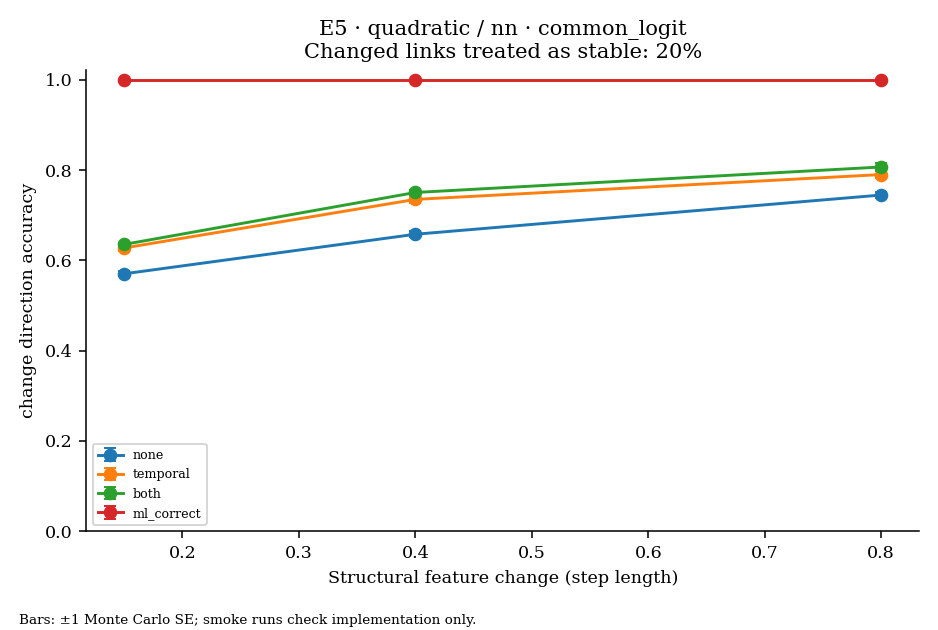 E5 · quadratic / nn · common_logit
Changed links treated as stable: 20%
change direction accuracy
1.0
0.8
0.6
0.4
0.2
0.0
none
temporal
both
ml_correct
0.2 0.3 0.4 0.5 0.6 0.7 0.8
Structural feature change (step length)
Bars: ±1 Monte Carlo SE; smoke runs check implementation only.